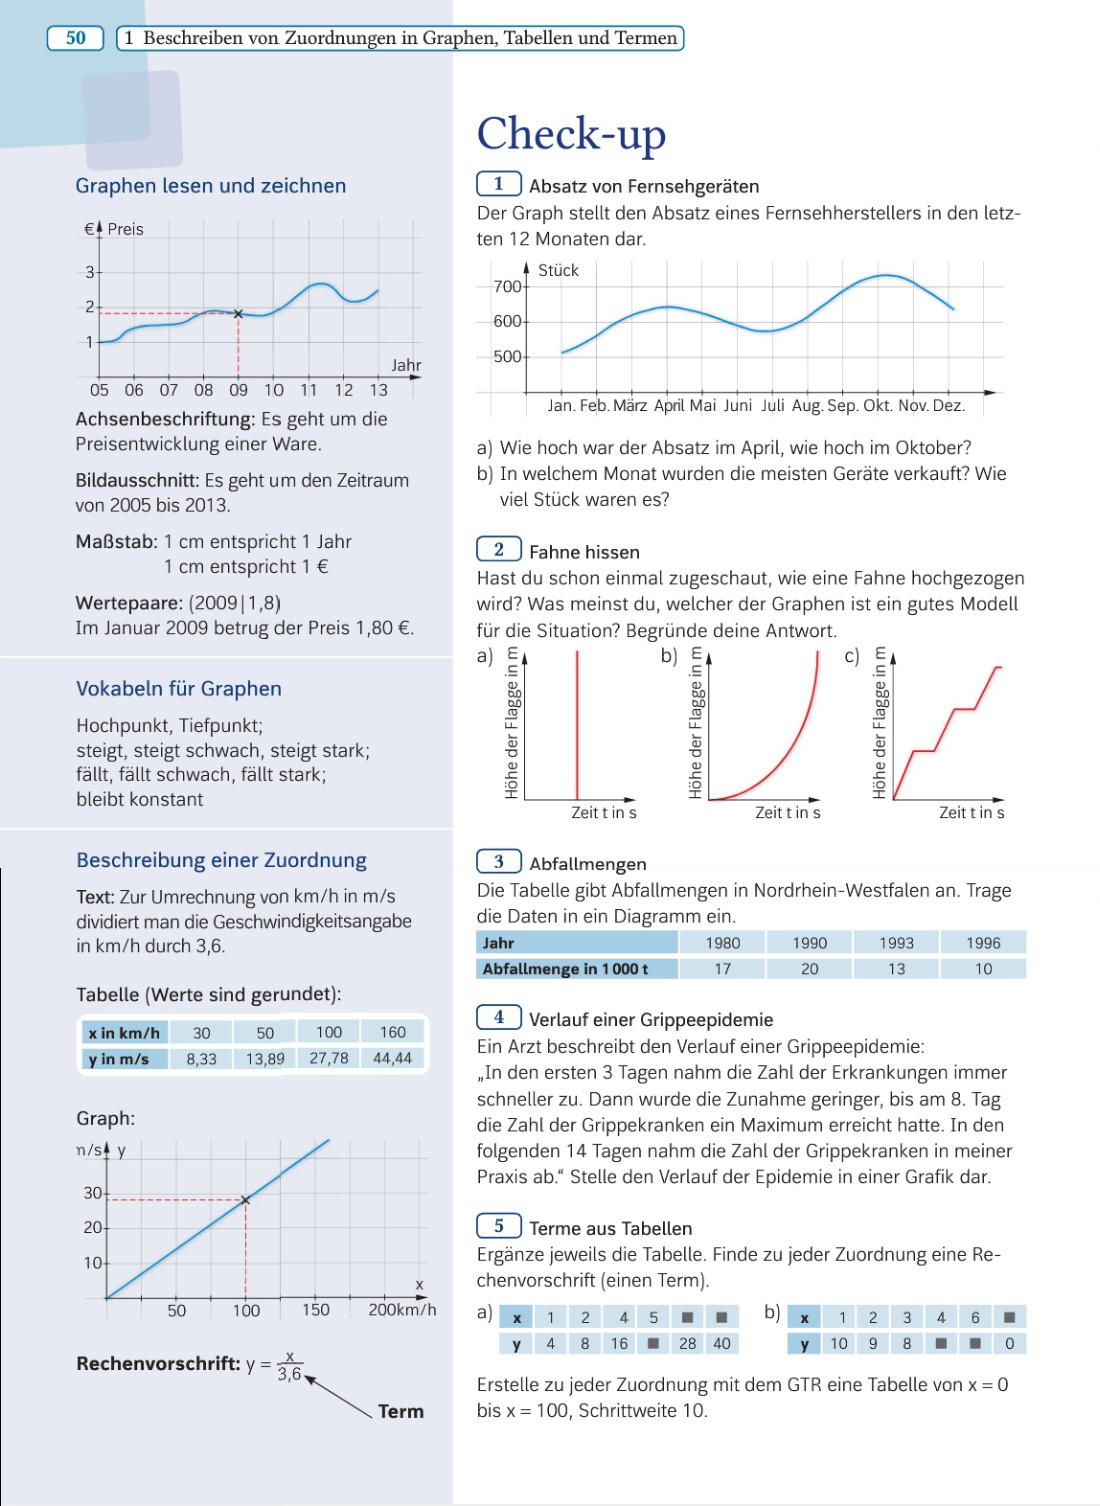 50
1 Beschreiben von Zuordnungen in Graphen, Tabellen und Termen
Graphen lesen und zeichnen
€ Preis
3
2
1
Jahr
05 06 07 08 09 10 11 12 13
Achsenbeschriftung: Es geht um die
Preisentwicklung einer Ware.
Bildausschnitt: Es geht um den Zeitraum
von 2005 bis 2013.
Maßstab: 1 cm entspricht 1 Jahr
1 cm entspricht 1 €
Wertepaare: (2009|1,8)
Im Januar 2009 betrug der Preis 1,80 €.
Vokabeln für Graphen
Hochpunkt, Tiefpunkt;
steigt, steigt schwach, steigt stark;
fällt, fällt schwach, fällt stark;
bleibt konstant
Beschreibung einer Zuordnung
Text: Zur Umrechnung von km/h in m/s
dividiert man die Geschwindigkeitsangabe
in km/h durch 3,6.
Tabelle (Werte sind gerundet):
x in km/h 30 50 100 160
y in m/s 8,33 13,89 27,78 44,44
Graph:
m/s y
30
20
10
x
50 100 150 200km/h
Rechenvorschrift: y = x/3,6
Term
Check-up
1 Absatz von Fernsehgeräten
Der Graph stellt den Absatz eines Fernsehherstellers in den letz-
ten 12 Monaten dar.
Stück
700
600
500
Jan. Feb. März April Mai Juni Juli Aug. Sep. Okt. Nov. Dez.
a) Wie hoch war der Absatz im April, wie hoch im Oktober?
b) In welchem Monat wurden die meisten Geräte verkauft? Wie
viel Stück waren es?
2 Fahne hissen
Hast du schon einmal zugeschaut, wie eine Fahne hochgezogen
wird? Was meinst du, welcher der Graphen ist ein gutes Modell
für die Situation? Begründe deine Antwort.
a) Höhe der Flagge in m
Zeit t in s
b) Höhe der Flagge in m
Zeit t in s
c) Höhe der Flagge in m
Zeit t in s
3 Abfallmengen
Die Tabelle gibt Abfallmengen in Nordrhein-Westfalen an. Trage
die Daten in ein Diagramm ein.
Jahr 1980 1990 1993 1996
Abfallmenge in 1000 t 17 20 13 10
4 Verlauf einer Grippeepidemie
Ein Arzt beschreibt den Verlauf einer Grippeepidemie:
„In den ersten 3 Tagen nahm die Zahl der Erkrankungen immer
schneller zu. Dann wurde die Zunahme geringer, bis am 8. Tag
die Zahl der Grippekranken ein Maximum erreicht hatte. In den
folgenden 14 Tagen nahm die Zahl der Grippekranken in meiner
Praxis ab.“ Stelle den Verlauf der Epidemie in einer Grafik dar.
5 Terme aus Tabellen
Ergänze jeweils die Tabelle. Finde zu jeder Zuordnung eine Re-
chenvorschrift (einen Term).
a) x 1 2 4 5 ■ ■
y 4 8 16 ■ 28 40
b) x 1 2 3 4 6 ■
y 10 9 8 ■ ■ 0
Erstelle zu jeder Zuordnung mit dem GTR eine Tabelle von x = 0
bis x = 100, Schrittweite 10.